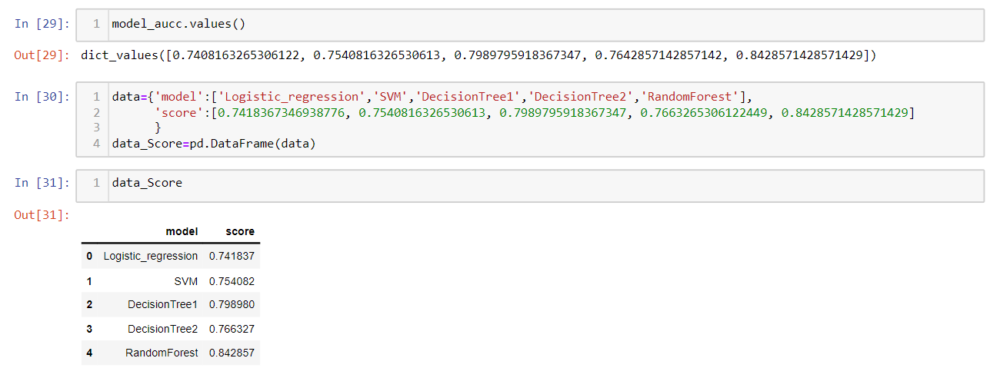 In [29]: 1 model_aucc.values()
Out[29]: dict_values([0.7408163265306122, 0.7540816326530613, 0.7989795918367347, 0.7642857142857142, 0.8428571428571429])
In [30]: 1 data={'model':['Logistic_regression','SVM','DecisionTree1','DecisionTree2','RandomForest'],
2 'score':[0.7418367346938776, 0.7540816326530613, 0.7989795918367347, 0.7663265306122449, 0.8428571428571429]
3 }
4 data_Score=pd.DataFrame(data)
In [31]: 1 data_Score
Out[31]:
model score
0 Logistic_regression 0.741837
1 SVM 0.754082
2 DecisionTree1 0.798980
3 DecisionTree2 0.766327
4 RandomForest 0.842857